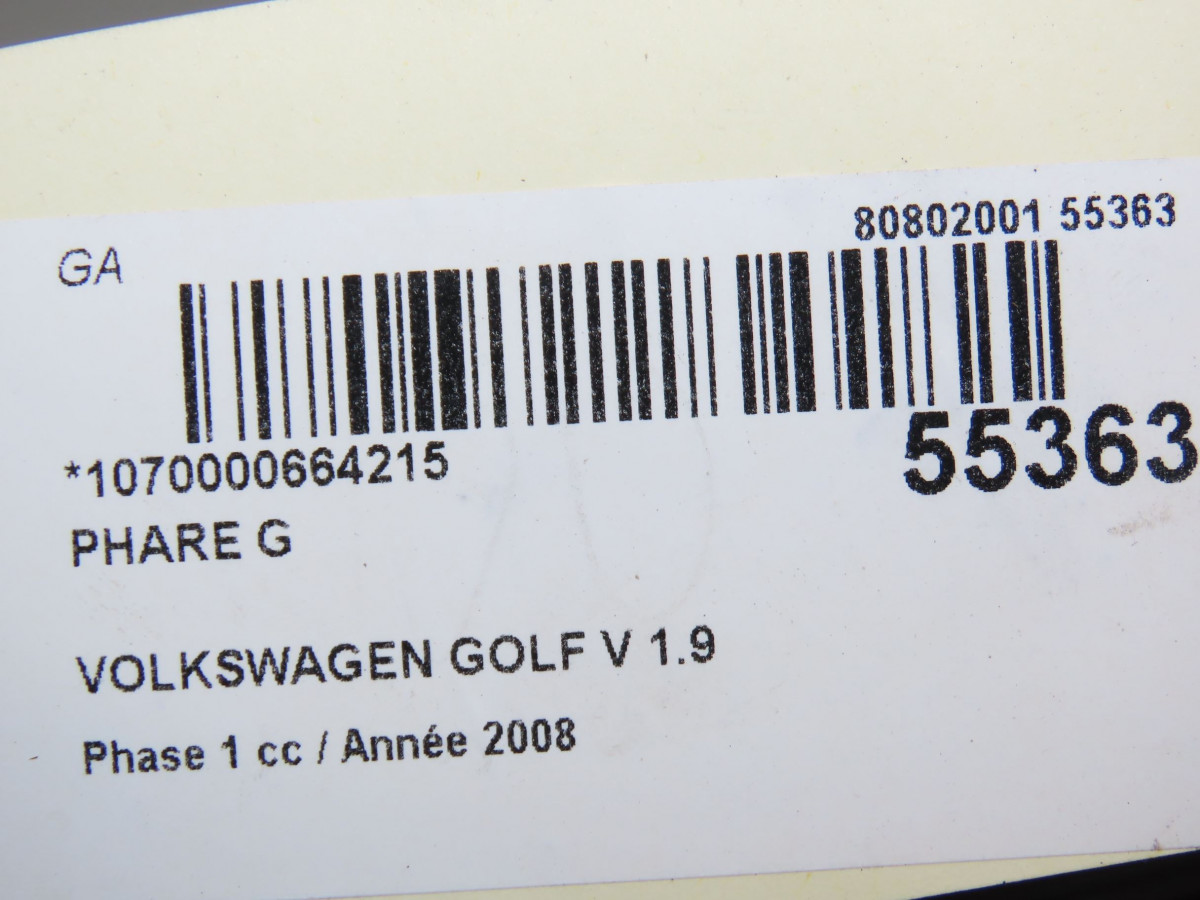 80802001 55363
GA
*1070000664215
55363
PHARE G
VOLKSWAGEN GOLF V 1.9
Phase 1 cc / Année 2008